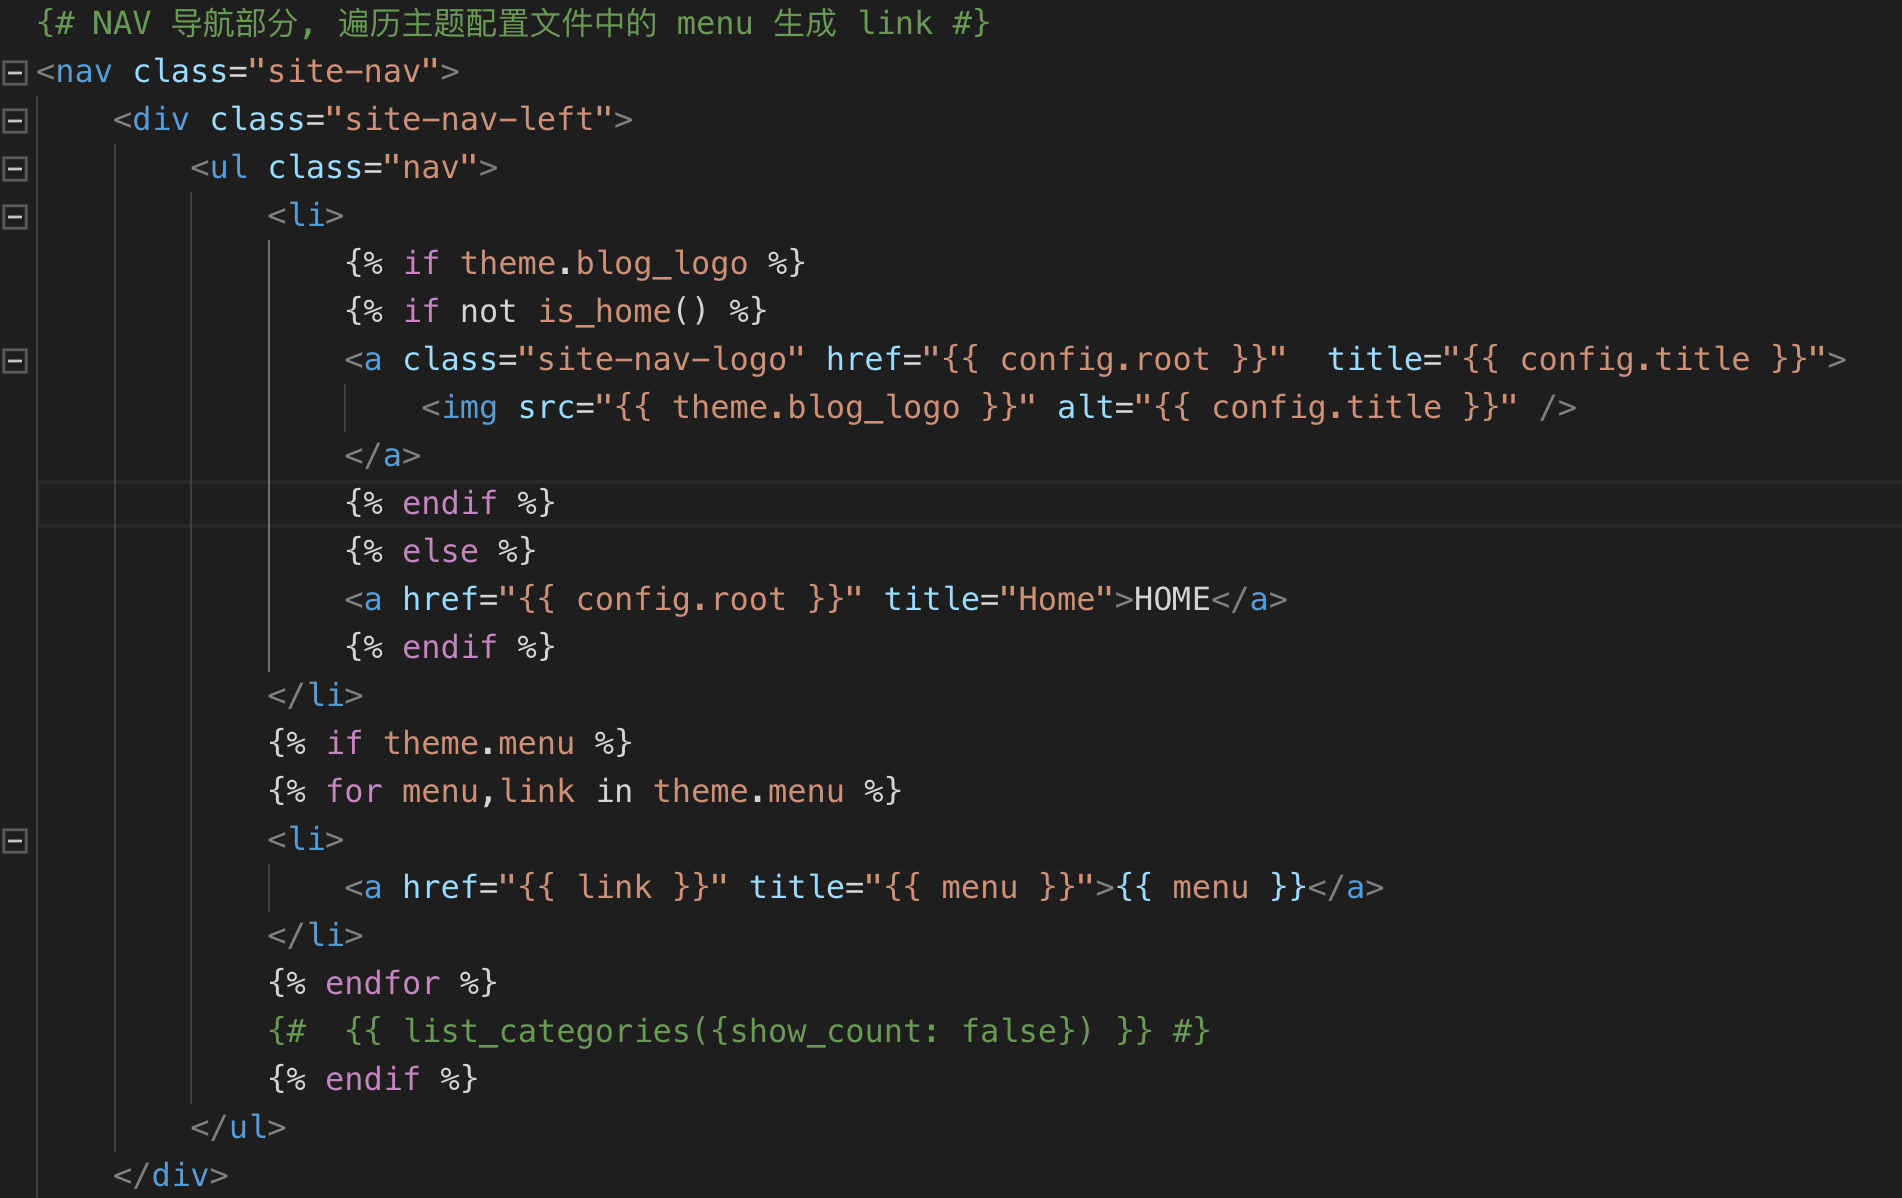 {# NAV 导航部分, 遍历主题配置文件中的 menu 生成 link #}
<nav class="site-nav">
    <div class="site-nav-left">
        <ul class="nav">
            <li>
                {% if theme.blog_logo %}
                {% if not is_home() %}
                <a class="site-nav-logo" href="{{ config.root }}"  title="{{ config.title }}">
                    <img src="{{ theme.blog_logo }}" alt="{{ config.title }}" />
                </a>
                {% endif %}
                {% else %}
                <a href="{{ config.root }}" title="Home">HOME</a>
                {% endif %}
            </li>
            {% if theme.menu %}
            {% for menu,link in theme.menu %}
            <li>
                <a href="{{ link }}" title="{{ menu }}">{{ menu }}</a>
            </li>
            {% endfor %}
            {#  {{ list_categories({show_count: false}) }} #}
            {% endif %}
        </ul>
    </div>